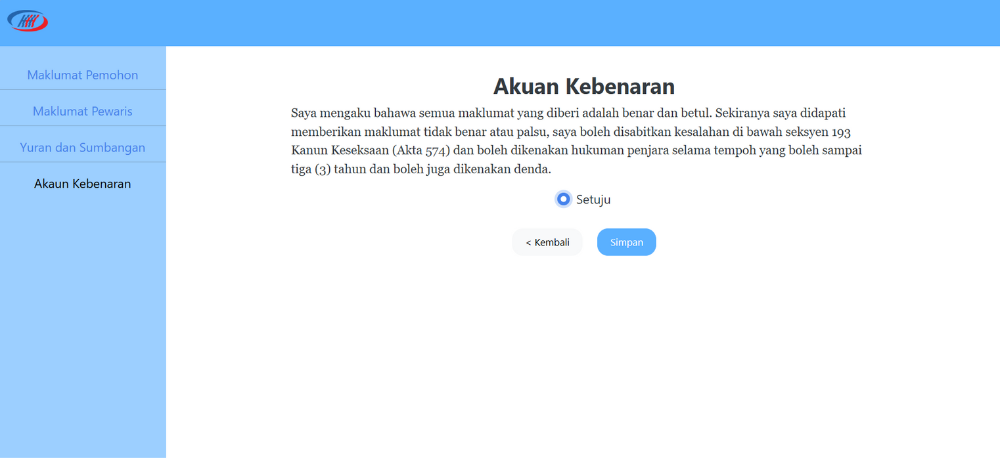 Maklumat Pemohon
Maklumat Pewaris
Yuran dan Sumbangan
Akaun Kebenaran
Akuan Kebenaran
Saya mengaku bahawa semua maklumat yang diberi adalah benar dan betul. Sekiranya saya didapati
memberikan maklumat tidak benar atau palsu, saya boleh disabitkan kesalahan di bawah seksyen 193
Kanun Keseksaan (Akta 574) dan boleh dikenakan hukuman penjara selama tempoh yang boleh sampai
tiga (3) tahun dan boleh juga dikenakan denda.
Setuju
< Kembali
Simpan